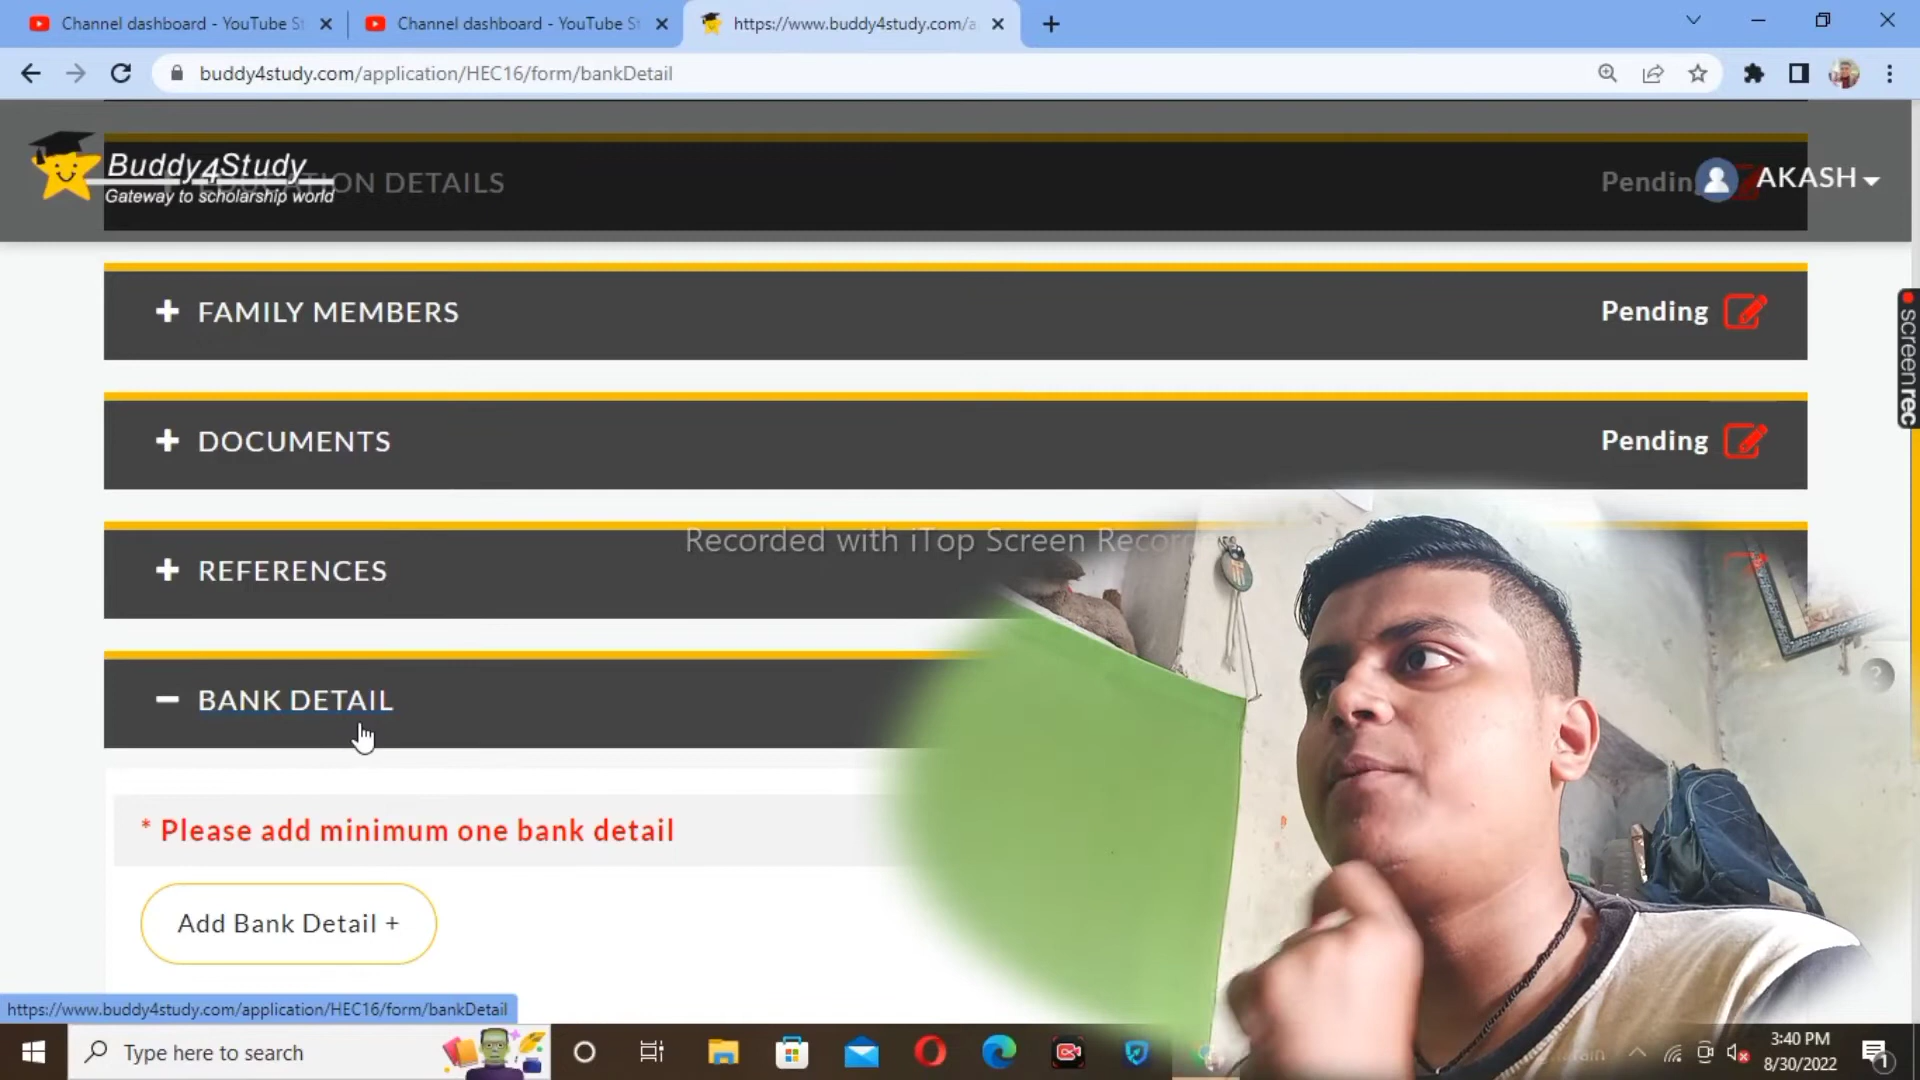 Channel dashboard - YouTube St
Channel dashboard - YouTube St
https://www.buddy4study.com/a
buddy4study.com/application/HEC16/form/bankDetail
Buddy4Study
Gateway to scholarship world
EDUCATION DETAILS
Pending
AKASH
+ FAMILY MEMBERS
Pending
screenrec
+ DOCUMENTS
Pending
Recorded with iTop Screen Recor
+ REFERENCES
− BANK DETAIL
?
* Please add minimum one bank detail
Add Bank Detail +
https://www.buddy4study.com/application/HEC16/form/bankDetail
Type here to search
3:40 PM
8/30/2022
1